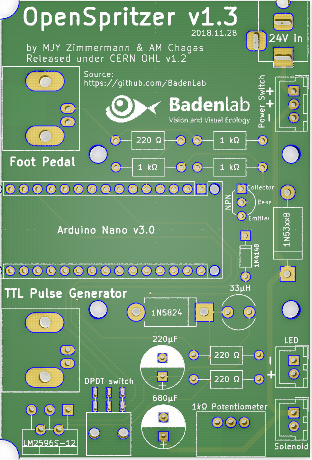 OpenSpritzer v1.3
2018.11.28
24V in
by MJY Zimmermann & AM Chagas
Released under CERN OHL v1.2
Source:
https://github.com/BadenLab
Power Switch
+
+
-
Badenlab
Vision and Visual Ecology
220 Ω
1 kΩ
Foot Pedal
1 kΩ
1 kΩ
Collector
NPN
Base
Emitter
Arduino Nano v3.0
1N53xxB
1N4148
TTL Pulse Generator
33μH
1N5824
220μF
LED
DPDT switch
220 Ω
-
220 Ω
+
680μF
1kΩ Potentiometer
LM2596S-12
Solenoid